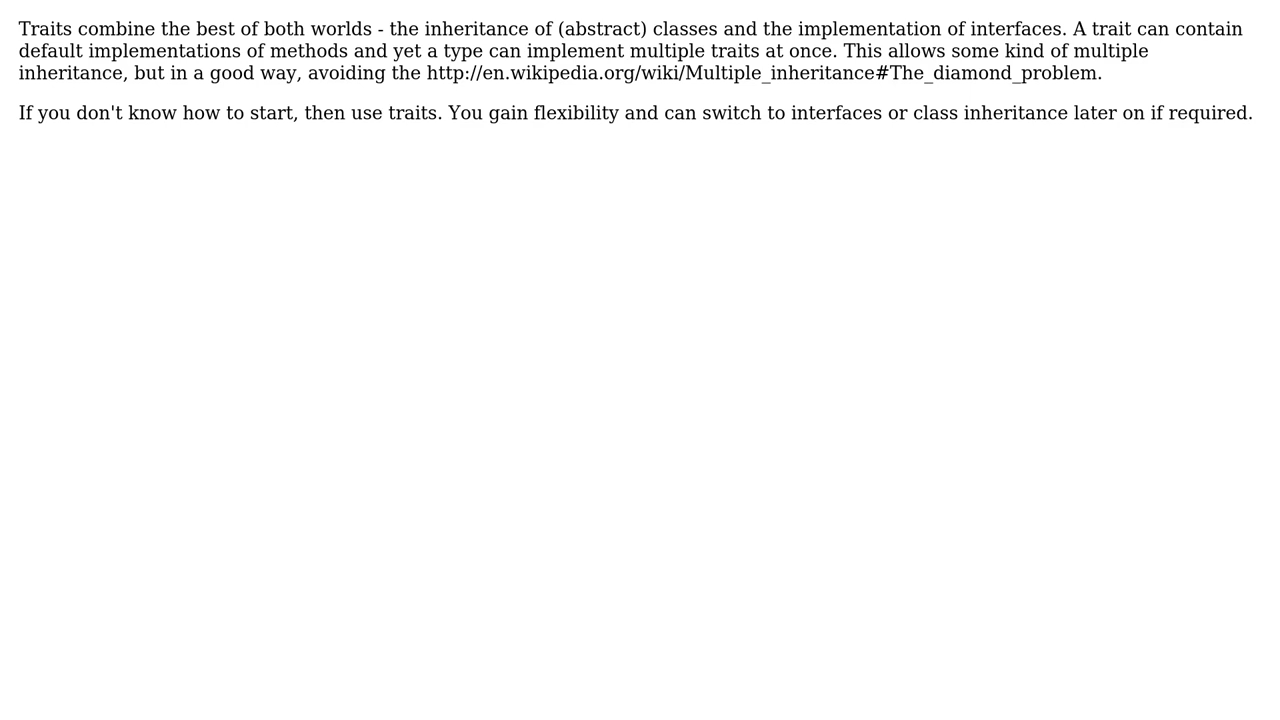 Traits combine the best of both worlds - the inheritance of (abstract) classes and the implementation of interfaces. A trait can contain
default implementations of methods and yet a type can implement multiple traits at once. This allows some kind of multiple
inheritance, but in a good way, avoiding the http://en.wikipedia.org/wiki/Multiple_inheritance#The_diamond_problem.
If you don't know how to start, then use traits. You gain flexibility and can switch to interfaces or class inheritance later on if required.